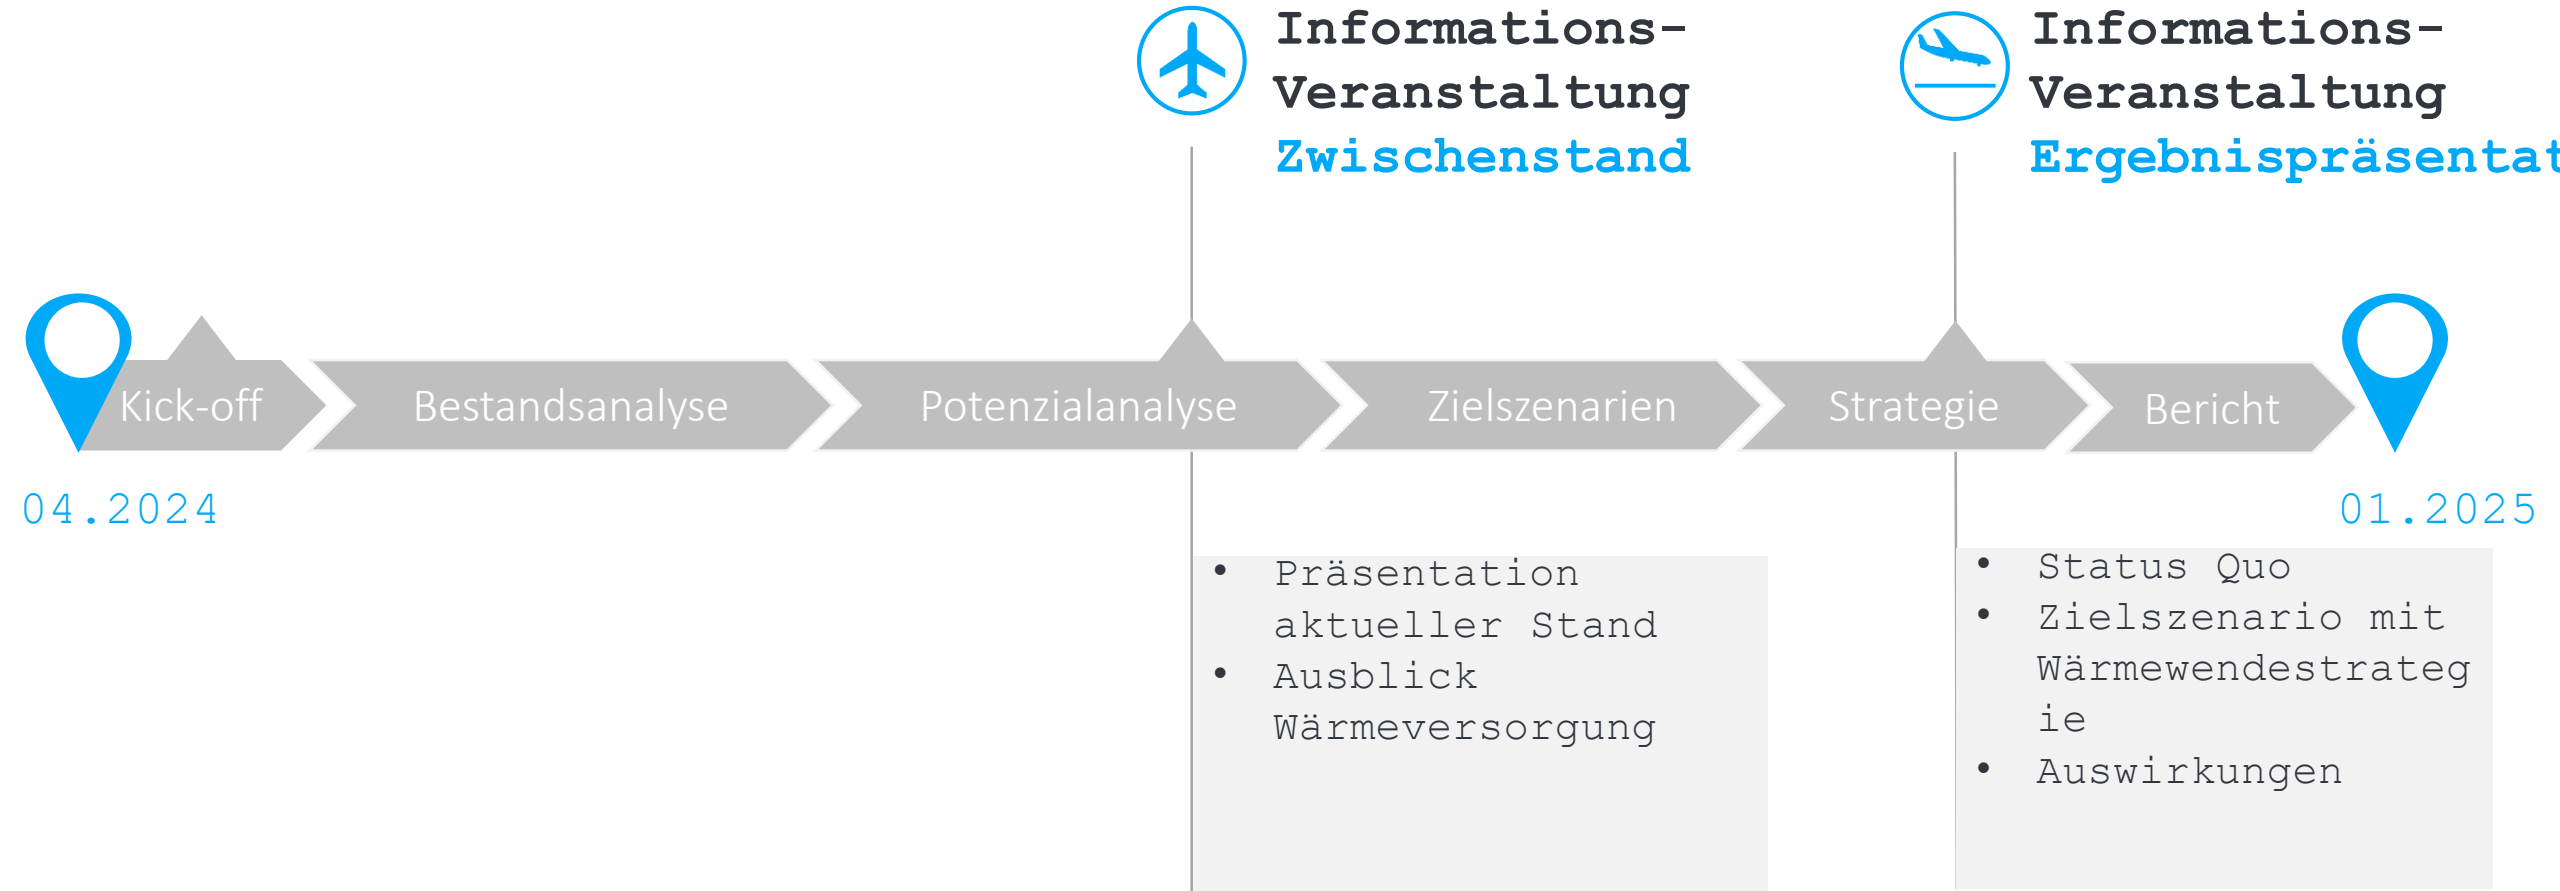 Informations-
Veranstaltung
Zwischenstand
Informations-
Veranstaltung
Ergebnispräsentat
Kick-off
Bestandsanalyse
Potenzialanalyse
Zielszenarien
Strategie
Bericht
04.2024
01.2025
• Präsentation
aktueller Stand
• Ausblick
Wärmeversorgung
• Status Quo
• Zielszenario mit
Wärmewendestrateg
ie
• Auswirkungen